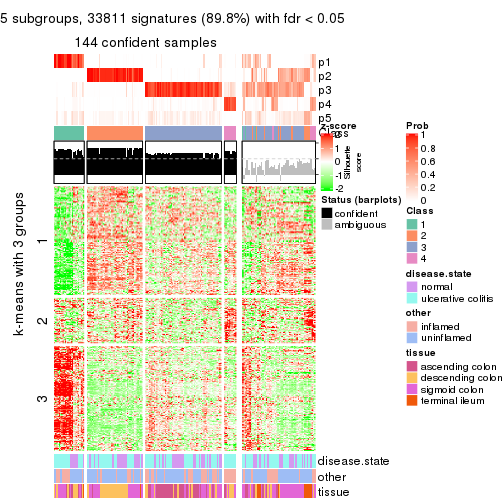 5 subgroups, 33811 signatures (89.8%) with fdr < 0.05
144 confident samples
p1
p2
p3
p4
p5
Class
z-score
2
1
0
-1
-2
Silhouette
score
Status (barplots)
confident
ambiguous
Prob
1
0.8
0.6
0.4
0.2
0
Class
1
2
3
4
disease.state
normal
ulcerative colitis
other
inflamed
uninflamed
tissue
ascending colon
descending colon
sigmoid colon
terminal ileum
k-means with 3 groups
1
2
3
disease.state
other
tissue